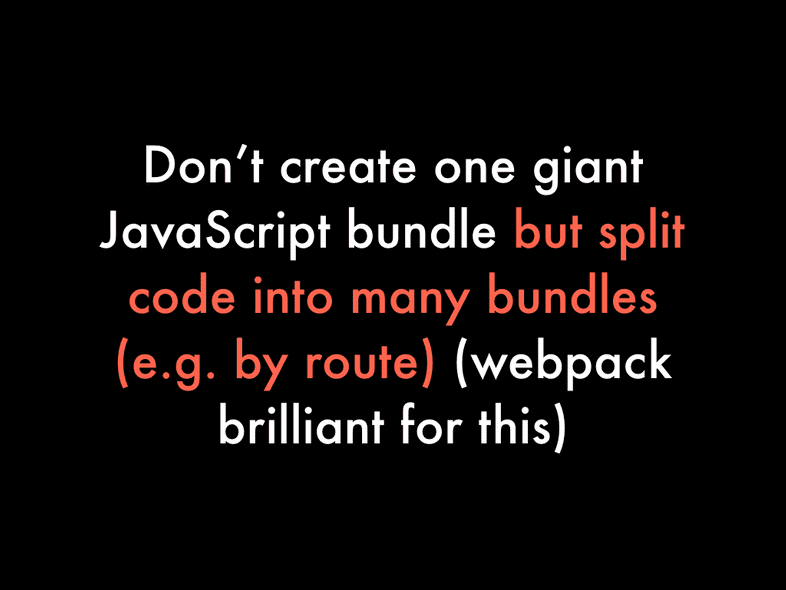 Don’t create one giant
JavaScript bundle but split
code into many bundles
(e.g. by route) (webpack
brilliant for this)